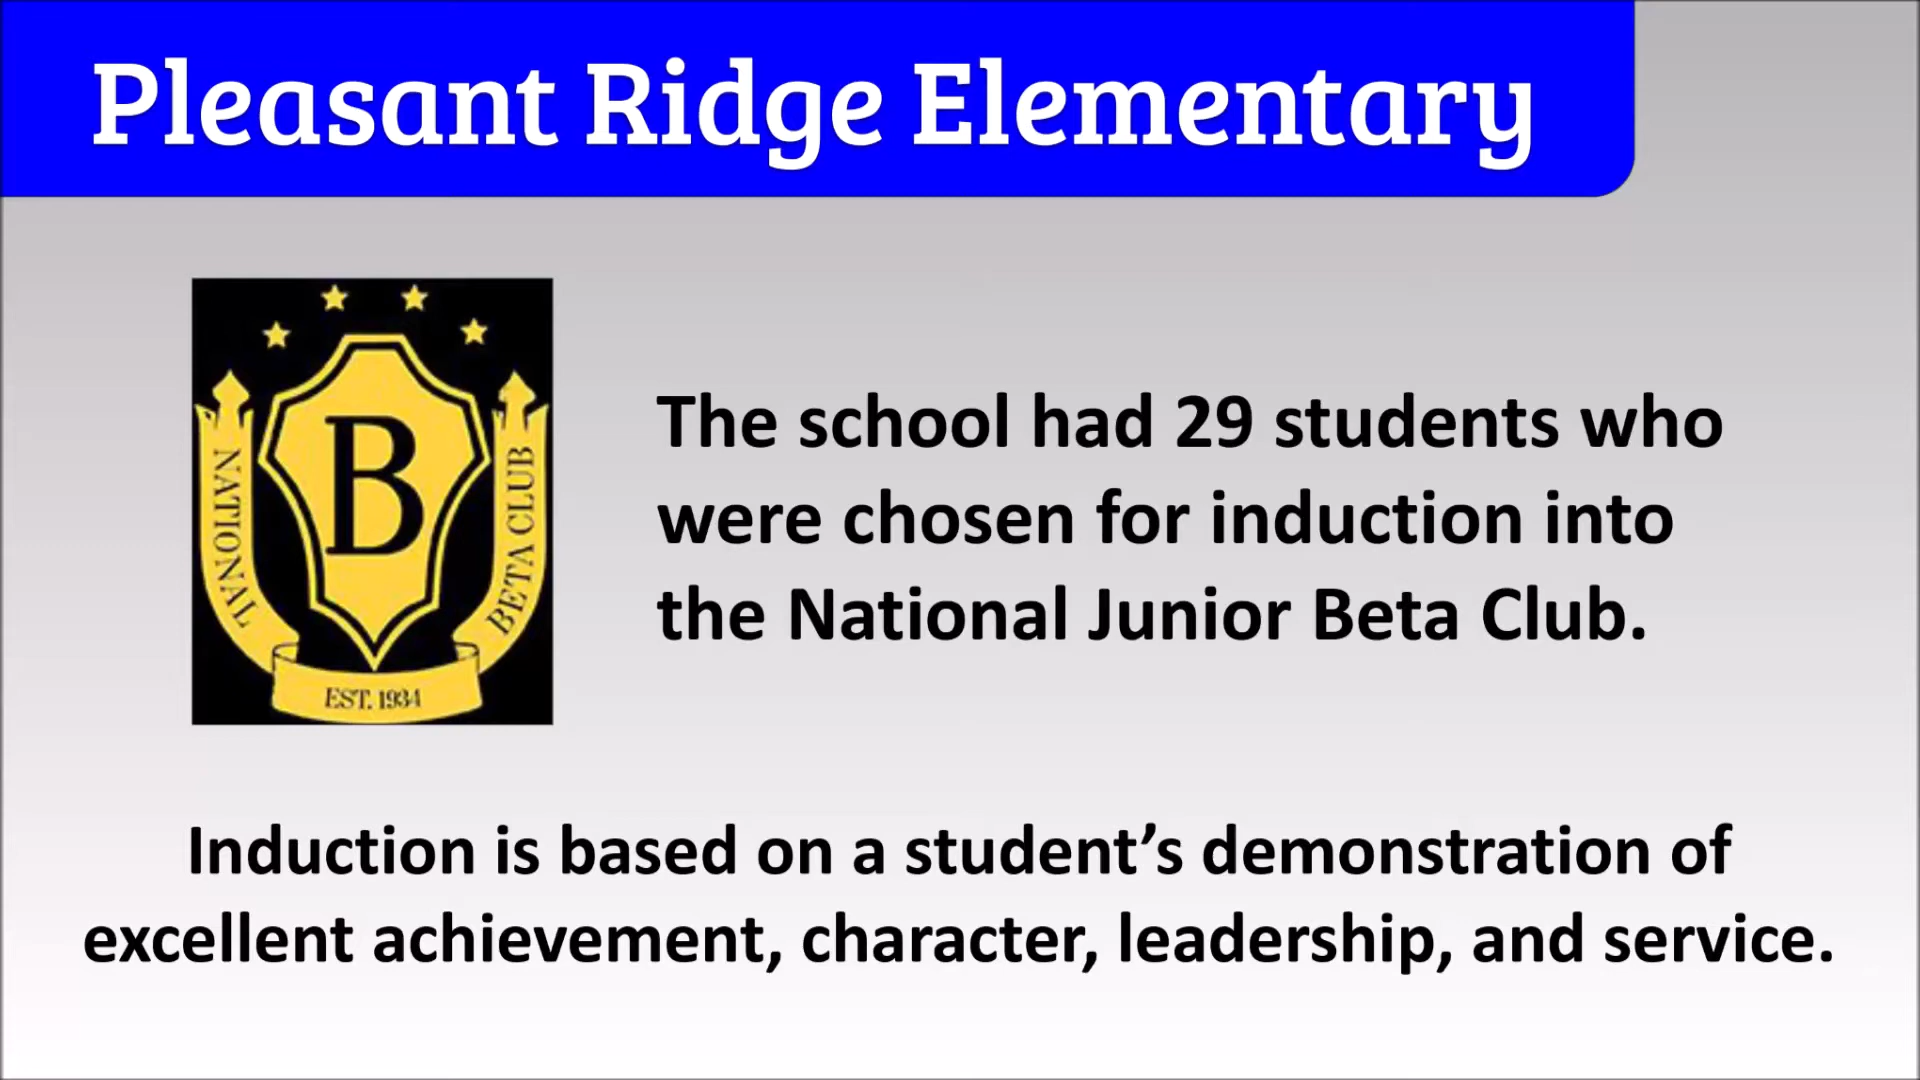 Pleasant Ridge Elementary
NATIONAL
B
BETA CLUB
EST. 1934
The school had 29 students who
were chosen for induction into
the National Junior Beta Club.
Induction is based on a student’s demonstration of
excellent achievement, character, leadership, and service.